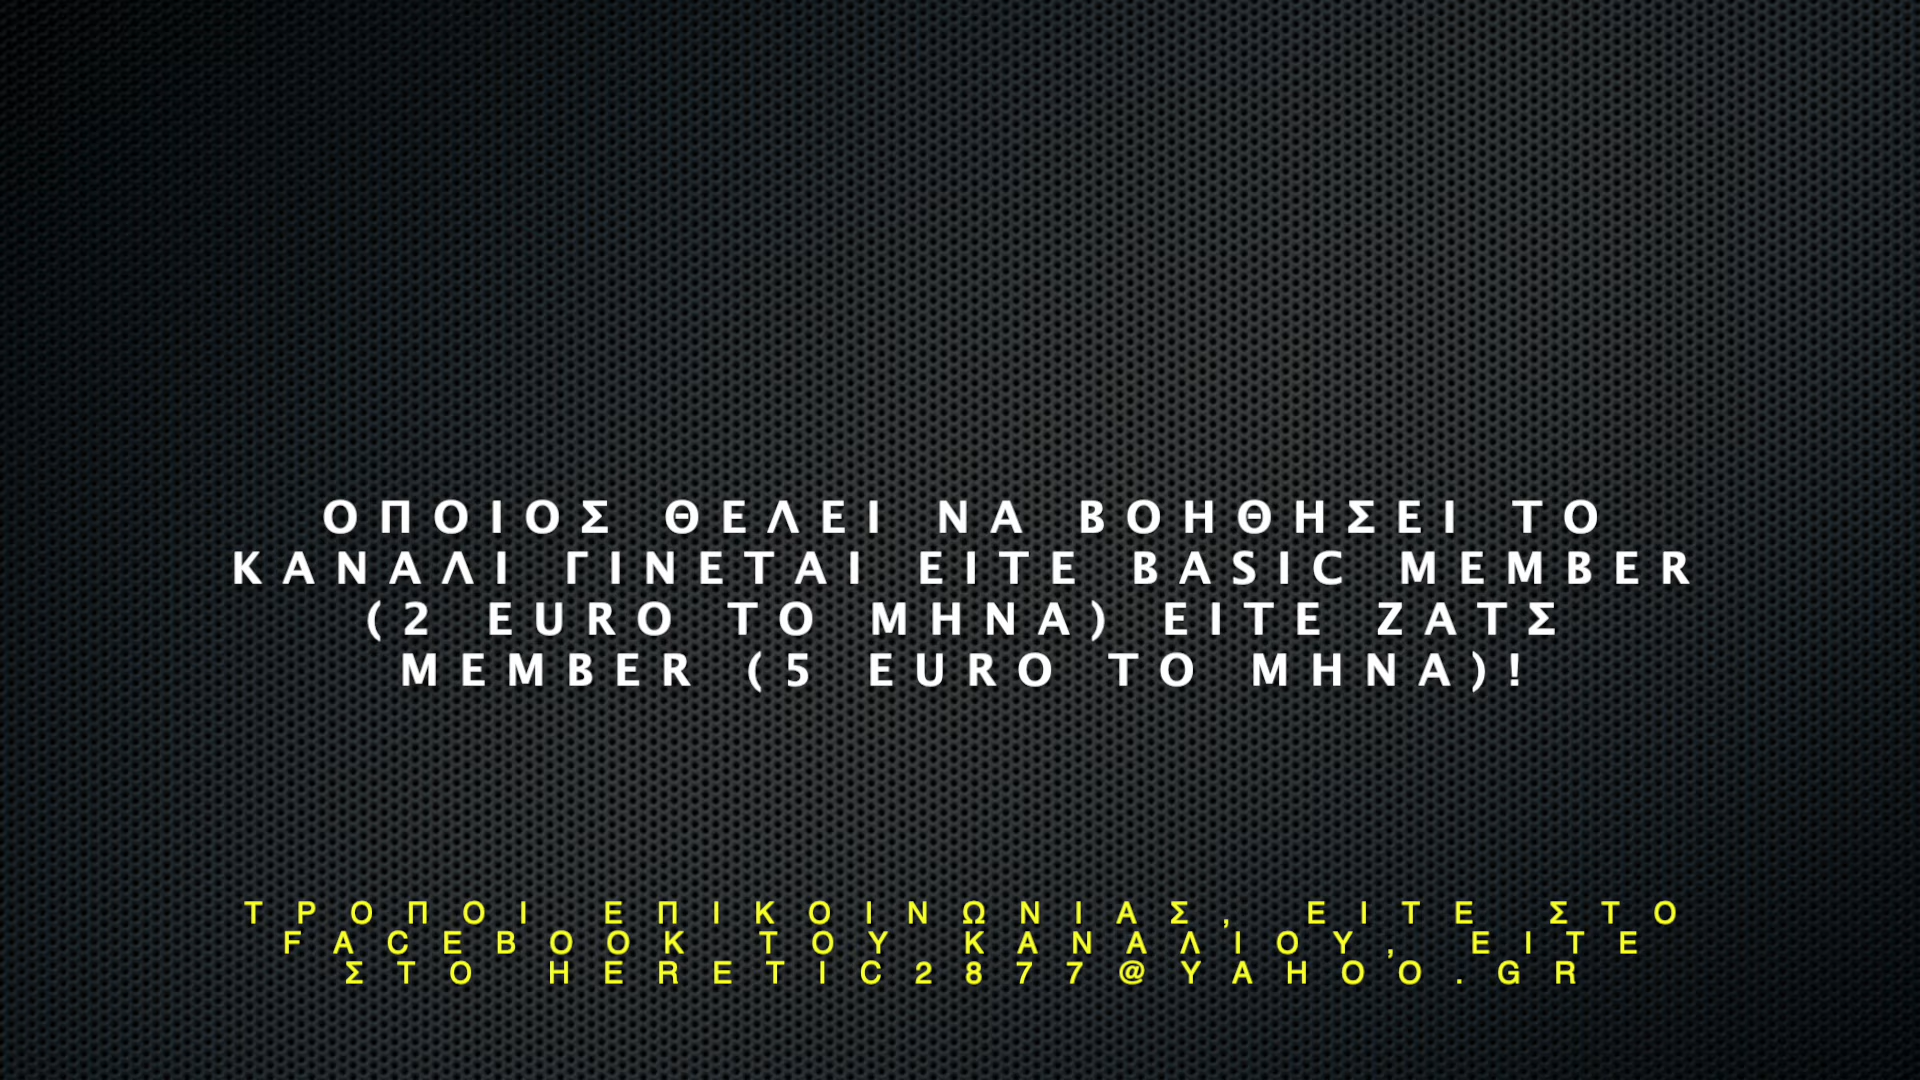 ΟΠΟΙΟΣ ΘΕΛΕΙ ΝΑ ΒΟΗΘΗΣΕΙ ΤΟ
ΚΑΝΑΛΙ ΓΙΝΕΤΑΙ ΕΙΤΕ BASIC MEMBER
(2 EURO ΤΟ ΜΗΝΑ) ΕΙΤΕ ΖΑΤΣ
MEMBER (5 EURO ΤΟ ΜΗΝΑ)!
ΤΡΟΠΟΙ ΕΠΙΚΟΙΝΩΝΙΑΣ, ΕΙΤΕ ΣΤΟ
FACEBOOK ΤΟΥ ΚΑΝΑΛΙΟΥ, ΕΙΤΕ
ΣΤΟ HERETIC2877@YAHOO.GR